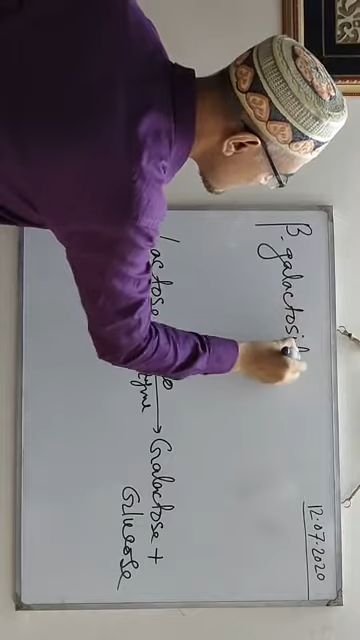 12.07.2020
β-galactosi
Lactose → Galactose +
Glucose